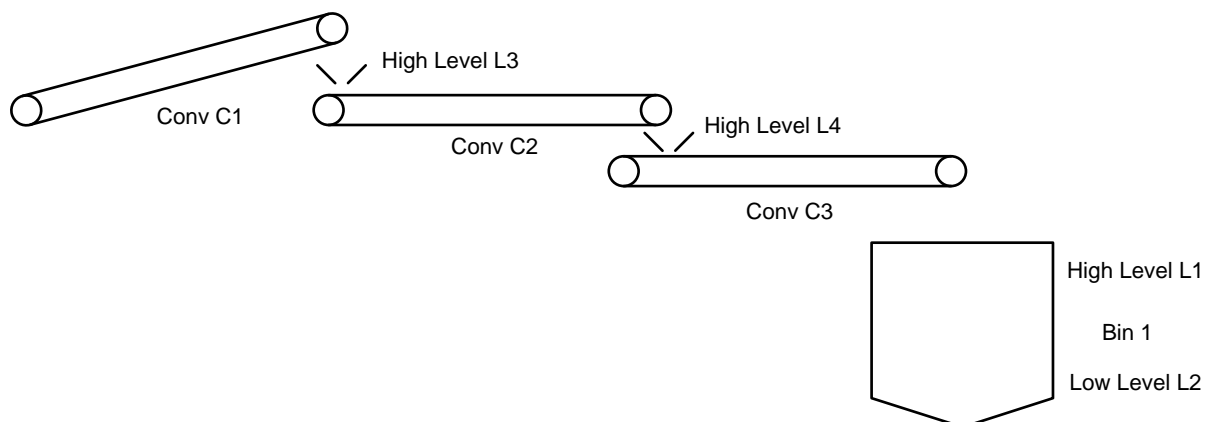 High Level L3
Conv C1
High Level L4
Conv C2
Conv C3
High Level L1
Bin 1
Low Level L2